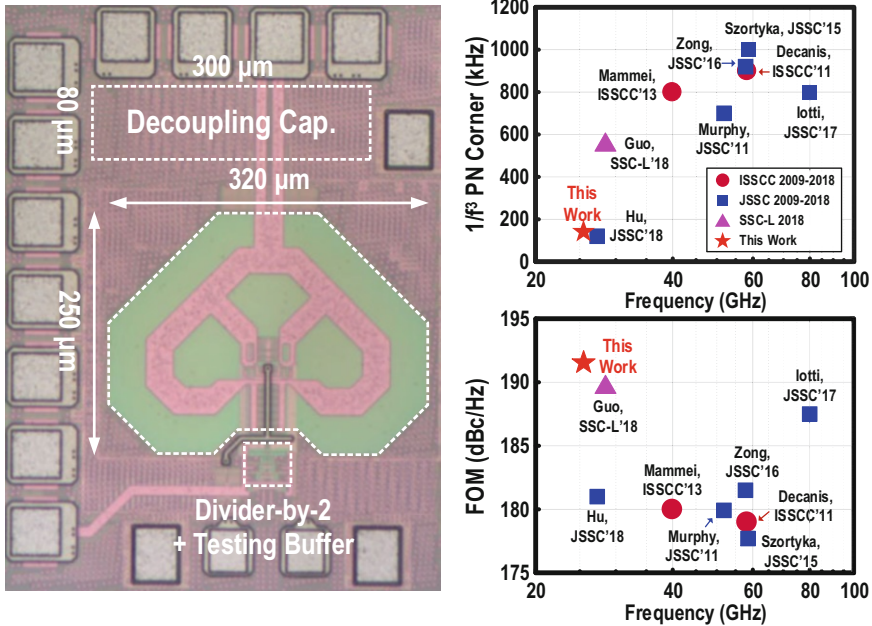 300 µm
80 µm
Decoupling Cap.
320 µm
250 µm
Divider-by-2
+ Testing Buffer
1/f³ PN Corner (kHz)
1200
1000
800
600
400
200
0
Szortyka, JSSC'15
Zong,
JSSC'16
Decanis,
ISSCC'11
Mammei,
ISSCC'13
Murphy,
JSSC'11
Iotti,
JSSC'17
Guo,
SSC-L'18
This
Work
Hu,
JSSC'18
ISSCC 2009-2018
JSSC 2009-2018
SSC-L 2018
This Work
20
40
60
80
100
Frequency (GHz)
FOM (dBc/Hz)
195
190
185
180
175
This
Work
Guo,
SSC-L'18
Iotti,
JSSC'17
Zong,
JSSC'16
Mammei,
ISSCC'13
Decanis,
ISSCC'11
Hu,
JSSC'18
Murphy,
JSSC'11
Szortyka,
JSSC'15
20
40
60
80
100
Frequency (GHz)